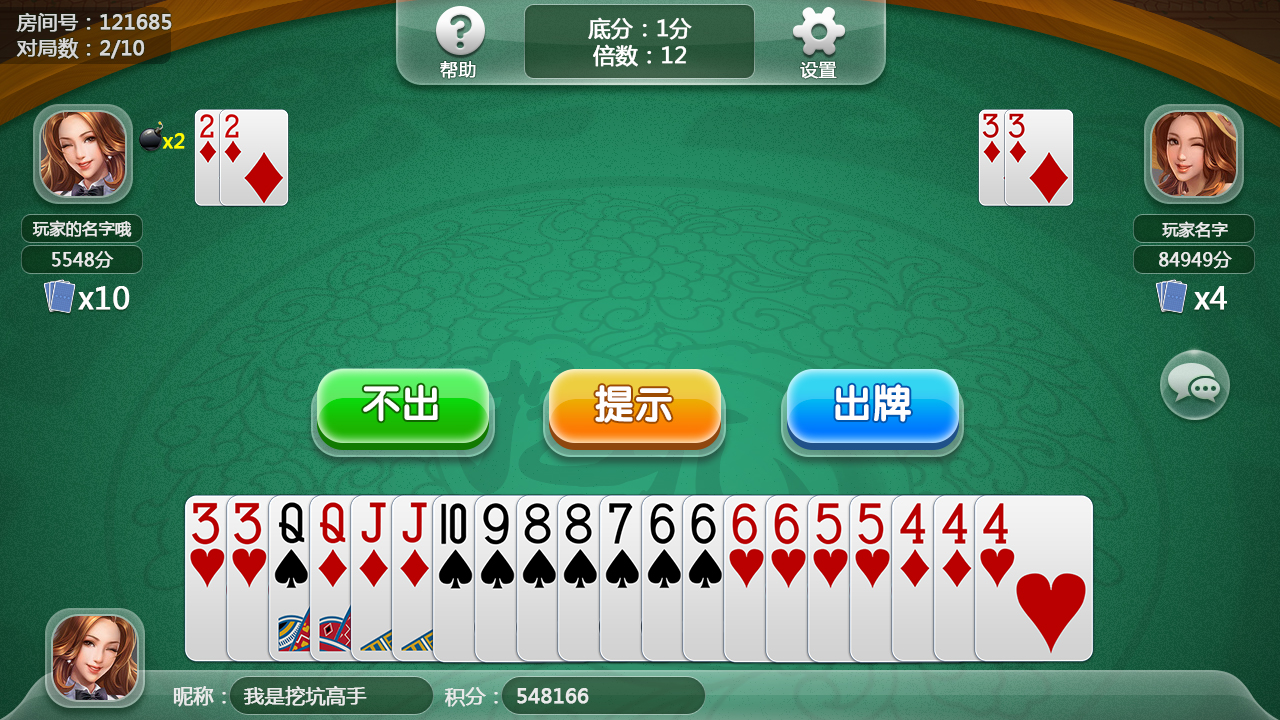 房间号：121685
对局数：2/10
帮助
底分：1分
倍数：12
设置
x2
2 2
3 3
玩家的名字哦
5548分
x10
玩家名字
84949分
x4
不出
提示
出牌
3 3 Q Q J J 10 9 8 8 7 6 6 6 6 5 5 4 4 4
昵称：我是挖坑高手
积分：548166